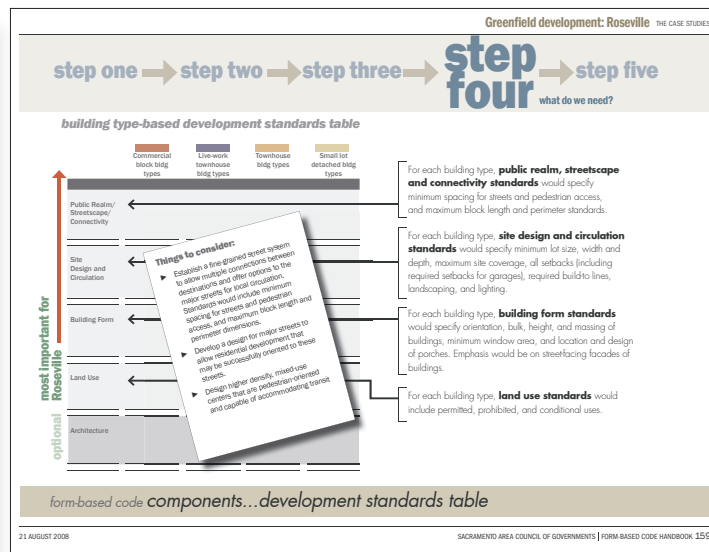 Greenfield development: Roseville THE CASE STUDIES
step one step two step three step four step five
what do we need?
building type-based development standards table
Commercial block bldg types
Live-work townhouse bldg types
Townhouse bldg types
Small lot detached bldg types
most important for Roseville
optional
Public Realm/
Streetscape/
Connectivity
Site
Design and
Circulation
Building Form
Land Use
Architecture
Things to consider:
► Establish a fine-grained street system
to allow multiple connections between
destinations and offer options to the
major streets for local circulation.
Standards would include minimum
spacing for streets and pedestrian
access, and maximum block length and
perimeter dimensions.
► Develop a design for major streets to
allow residential development that
may be successfully oriented to these
streets.
► Design higher density, mixed-use
centers that are pedestrian-oriented
and capable of accommodating transit
For each building type, public realm, streetscape
and connectivity standards would specify
minimum spacing for streets and pedestrian access,
and maximum block length and perimeter standards.
For each building type, site design and circulation
standards would specify minimum lot size, width and
depth, maximum site coverage, all setbacks (including
required setbacks for garages), required build-to lines,
landscaping, and lighting.
For each building type, building form standards
would specify orientation, bulk, height, and massing of
buildings, minimum window area, and location and design
of porches. Emphasis would be on street-facing facades of
buildings.
For each building type, land use standards would
include permitted, prohibited, and conditional uses.
form-based code components...development standards table
21 AUGUST 2008
SACRAMENTO AREA COUNCIL OF GOVERNMENTS | FORM-BASED CODE HANDBOOK 159